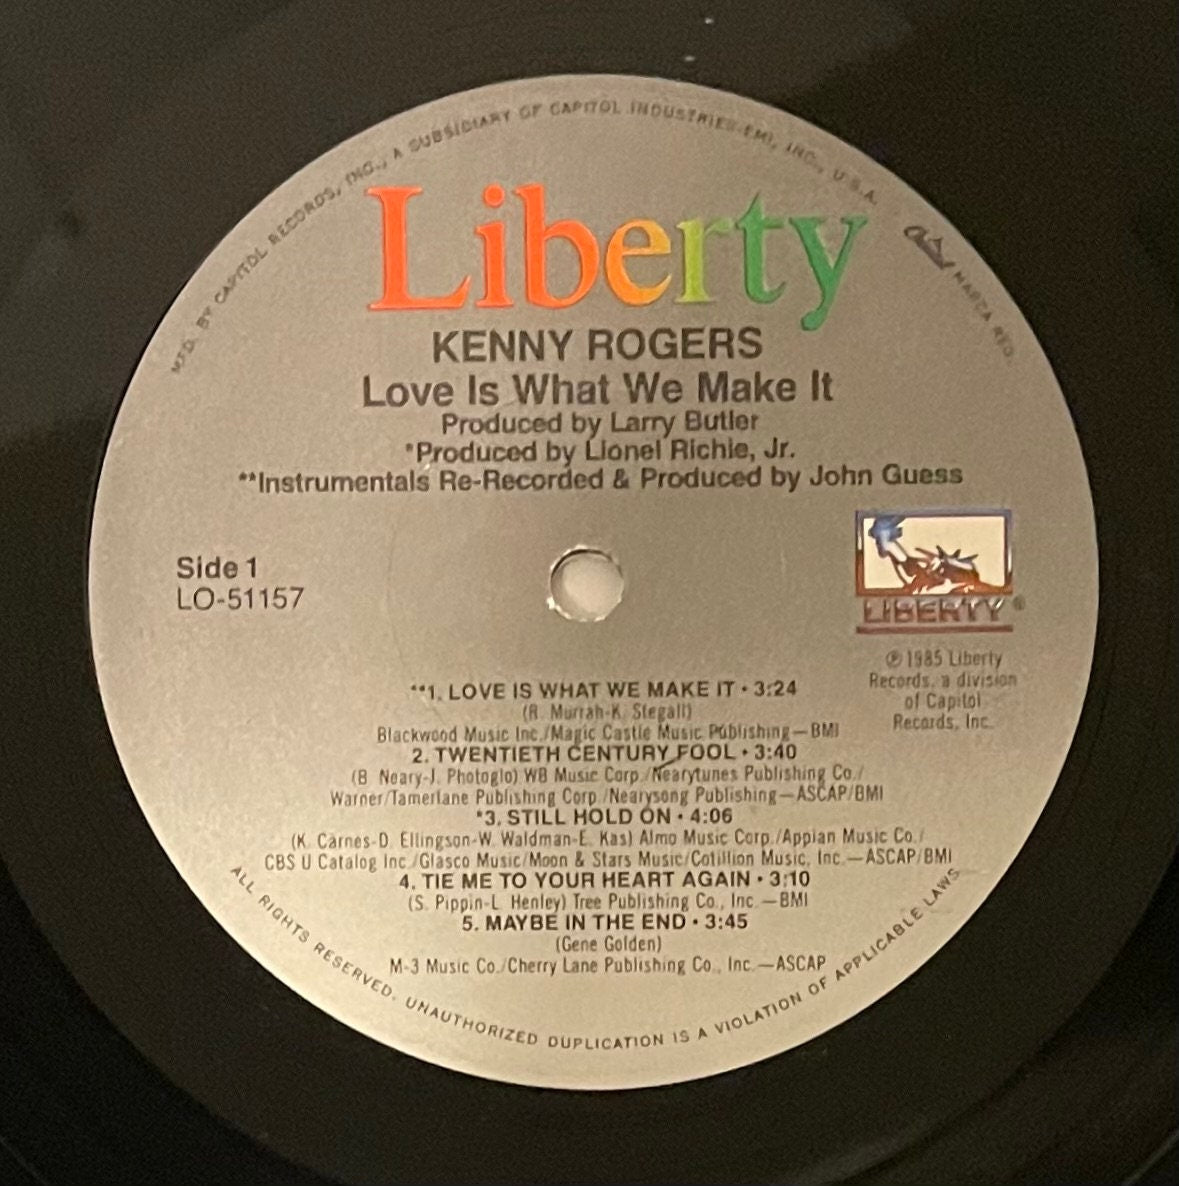 MFD. BY CAPITOL RECORDS, INC., A SUBSIDIARY OF CAPITOL INDUSTRIES-EMI, INC., U.S.A.
MARCA REG.
Liberty
KENNY ROGERS
Love Is What We Make It
Produced by Larry Butler
*Produced by Lionel Richie, Jr.
**Instrumentals Re-Recorded & Produced by John Guess
Side 1
LO-51157
LIBERTY®
℗ 1985 Liberty
Records, a division
of Capitol
Records, Inc.
**1. LOVE IS WHAT WE MAKE IT • 3:24
(R. Murrah-K. Stegall)
Blackwood Music Inc./Magic Castle Music Publishing—BMI
2. TWENTIETH CENTURY FOOL • 3:40
(B. Neary-J. Photoglo) WB Music Corp./Nearytunes Publishing Co./
Warner/Tamerlane Publishing Corp./Nearysong Publishing—ASCAP/BMI
*3. STILL HOLD ON • 4:06
(K. Carnes-D. Ellingson-W. Waldman-E. Kas) Almo Music Corp./Appian Music Co./
CBS U Catalog Inc./Glasco Music/Moon & Stars Music/Cotillion Music, Inc.—ASCAP/BMI
4. TIE ME TO YOUR HEART AGAIN • 3:10
(S. Pippin-L. Henley) Tree Publishing Co., Inc.—BMI
5. MAYBE IN THE END • 3:45
(Gene Golden)
M-3 Music Co./Cherry Lane Publishing Co., Inc.—ASCAP
ALL RIGHTS RESERVED. UNAUTHORIZED DUPLICATION IS A VIOLATION OF APPLICABLE LAWS.